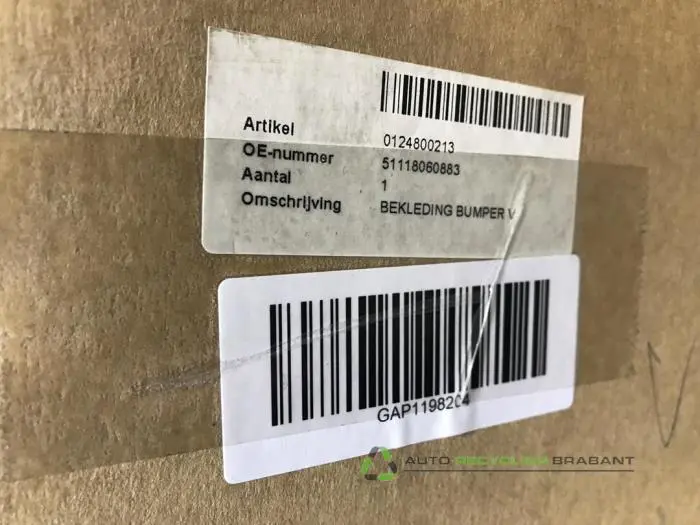 Artikel 0124800213
OE-nummer 51118060883
Aantal 1
Omschrijving BEKLEDING BUMPER V
GAP1198204
AUTO RECYCLING BRABANT